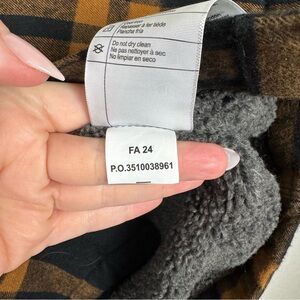 Repasser à fer tiède
Plancha fría
Do not dry clean
Ne pas nettoyer à sec
No limpiar en seco
FA 24
P.O.3510038961